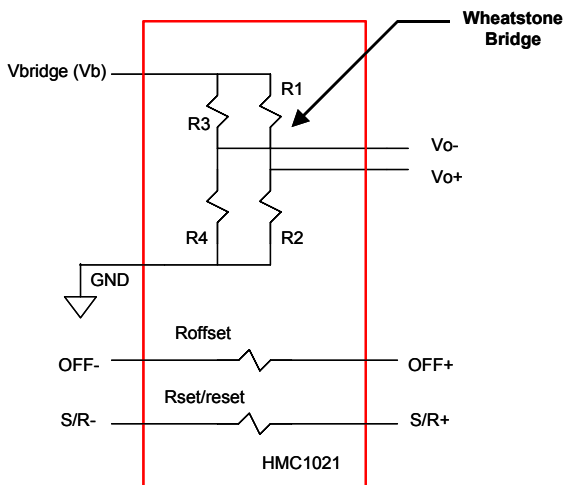 Wheatstone
Bridge
Vbridge (Vb)
R1
R3
Vo-
Vo+
R4
R2
GND
Roffset
OFF-
OFF+
Rset/reset
S/R-
S/R+
HMC1021